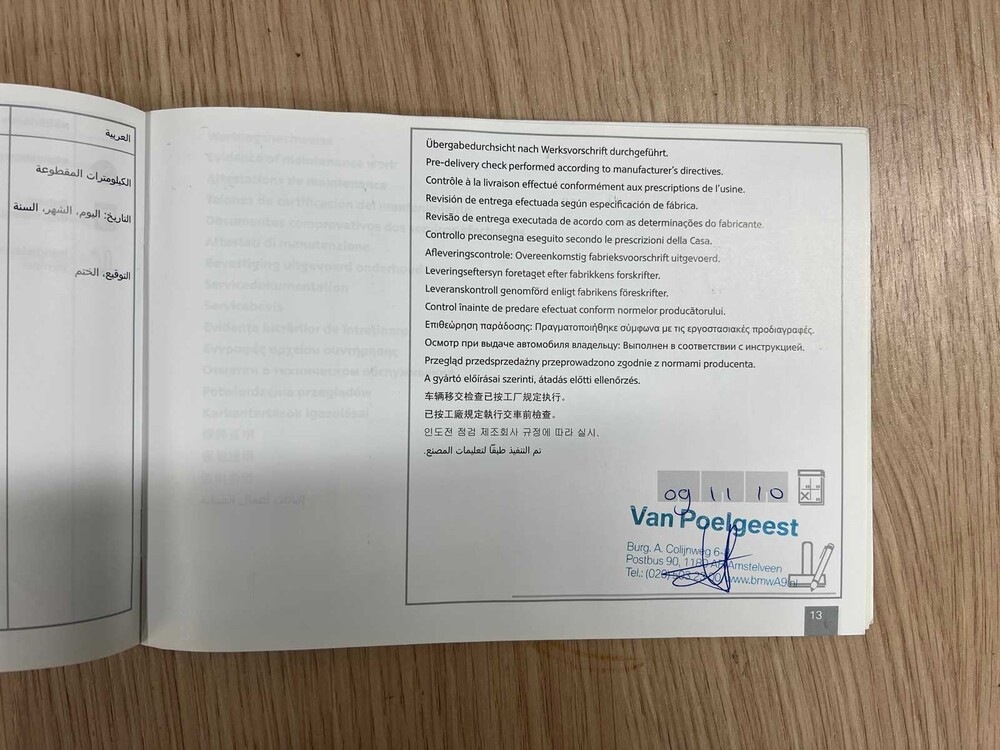 العربية
الكيلومترات المقطوعة
التاريخ: اليوم, الشهر, السنة
التوقيع, الختم
Übergabedurchsicht nach Werksvorschrift durchgeführt.
Pre-delivery check performed according to manufacturer's directives.
Contrôle à la livraison effectué conformément aux prescriptions de l'usine.
Revisión de entrega efectuada según especificación de fábrica.
Revisão de entrega executada de acordo com as determinações do fabricante.
Controllo preconsegna eseguito secondo le prescrizioni della Casa.
Afleveringscontrole: Overeenkomstig fabrieksvoorschrift uitgevoerd.
Leveringseftersyn foretaget efter fabrikkens forskrifter.
Leveranskontroll genomförd enligt fabrikens föreskrifter.
Control înainte de predare efectuat conform normelor producătorului.
Επιθεώρηση παράδοσης: Πραγματοποιήθηκε σύμφωνα με τις εργοστασιακές προδιαγραφές.
Осмотр при выдаче автомобиля владельцу: Выполнен в соответствии с инструкцией.
Przegląd przedsprzedażny przeprowadzono zgodnie z normami producenta.
A gyártó előírásai szerinti, átadás előtti ellenőrzés.
车辆移交检查已按工厂规定执行。
已按工廠規定執行交車前檢查。
인도전 점검 제조회사 규정에 따라 실시.
تم التنفيذ طبقًا لتعليمات المصنع.
09 11 10
Van Poelgeest
Burg. A. Colijnweg
Postbus 90, Amstelveen
Tel.: www.bmwA9.nl
13